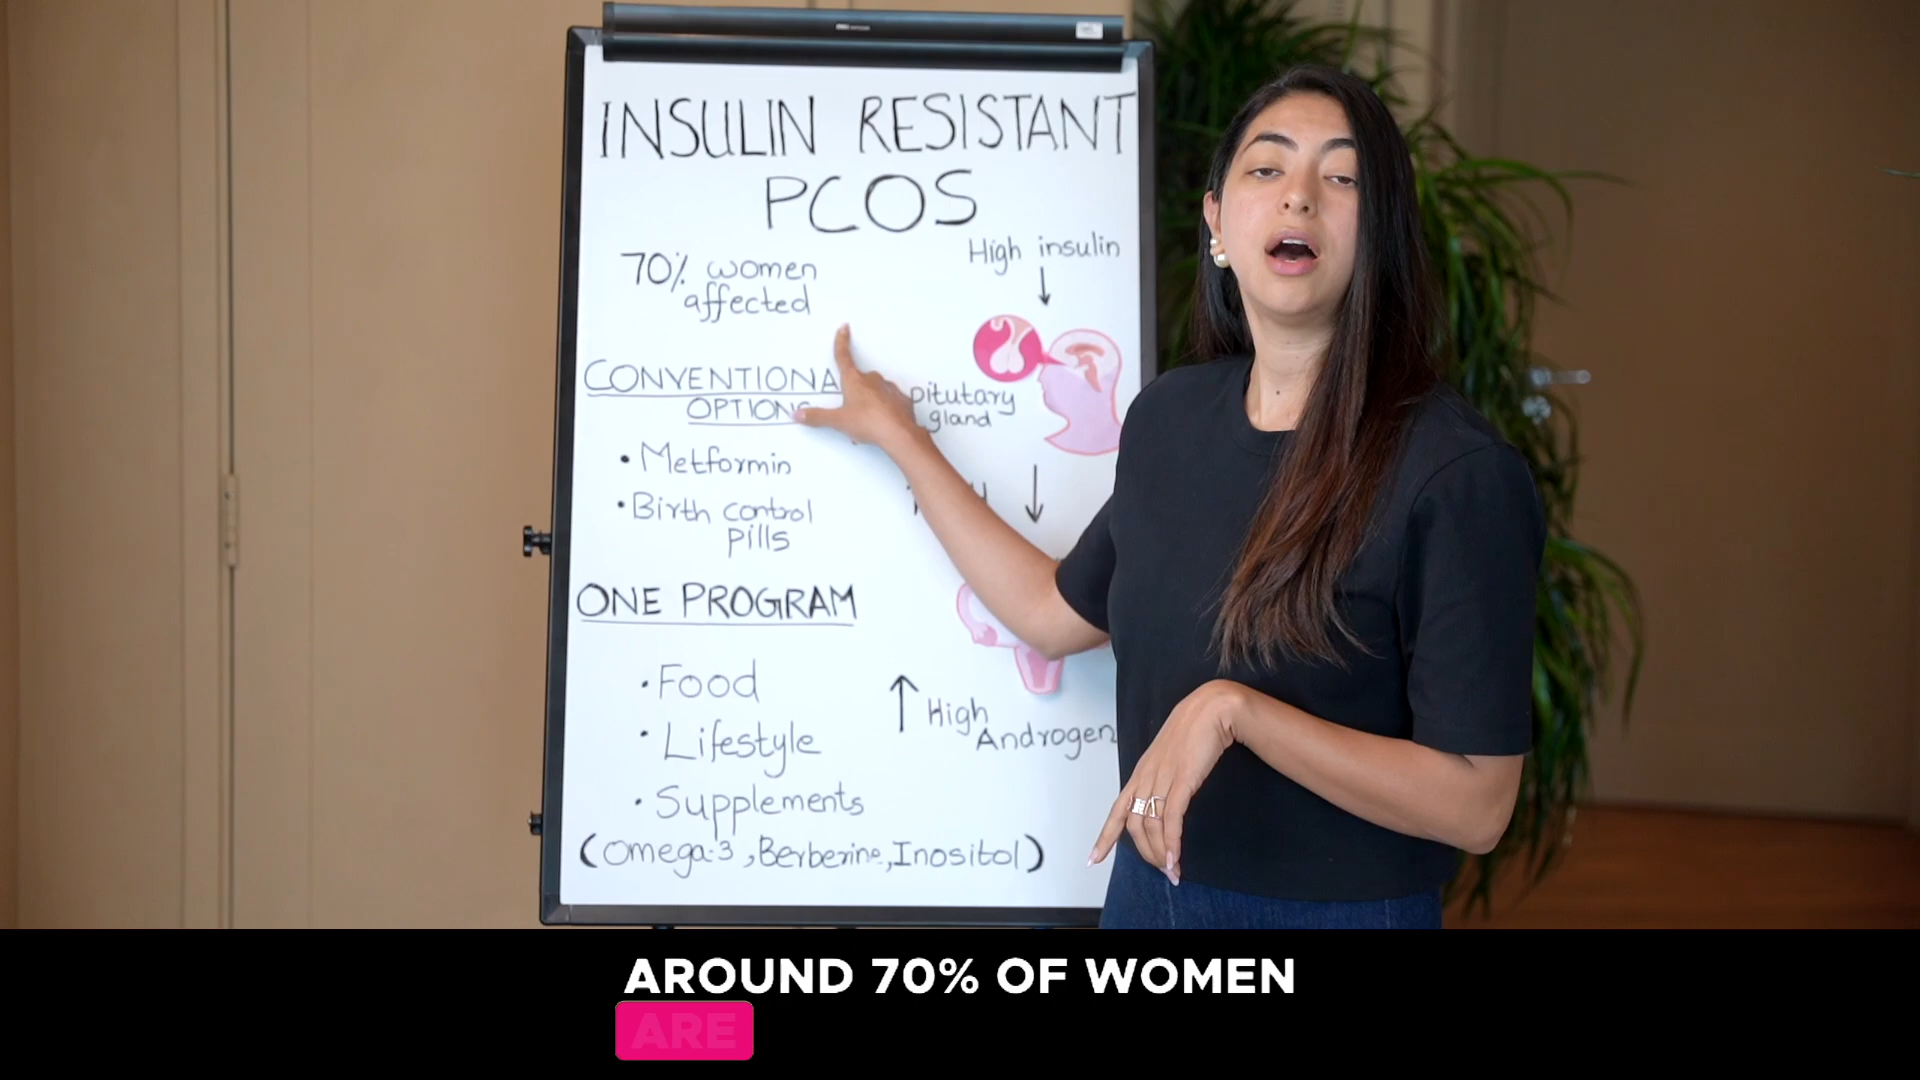 INSULIN RESISTANT
PCOS
70% women
affected
High insulin
CONVENTIONA
OPTIONS
• Metformin
• Birth control
pills
pitutary
gland
ONE PROGRAM
• Food
• Lifestyle
• Supplements
(Omega-3, Berberine, Inositol)
High
Androgen
AROUND 70% OF WOMEN
ARE